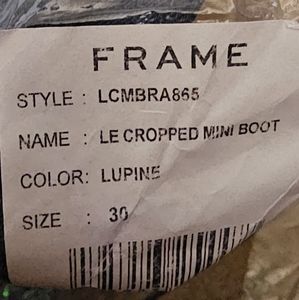 FRAME
STYLE : LCMBRA865
NAME : LE CROPPED MINI BOOT
COLOR: LUPINE
SIZE : 30